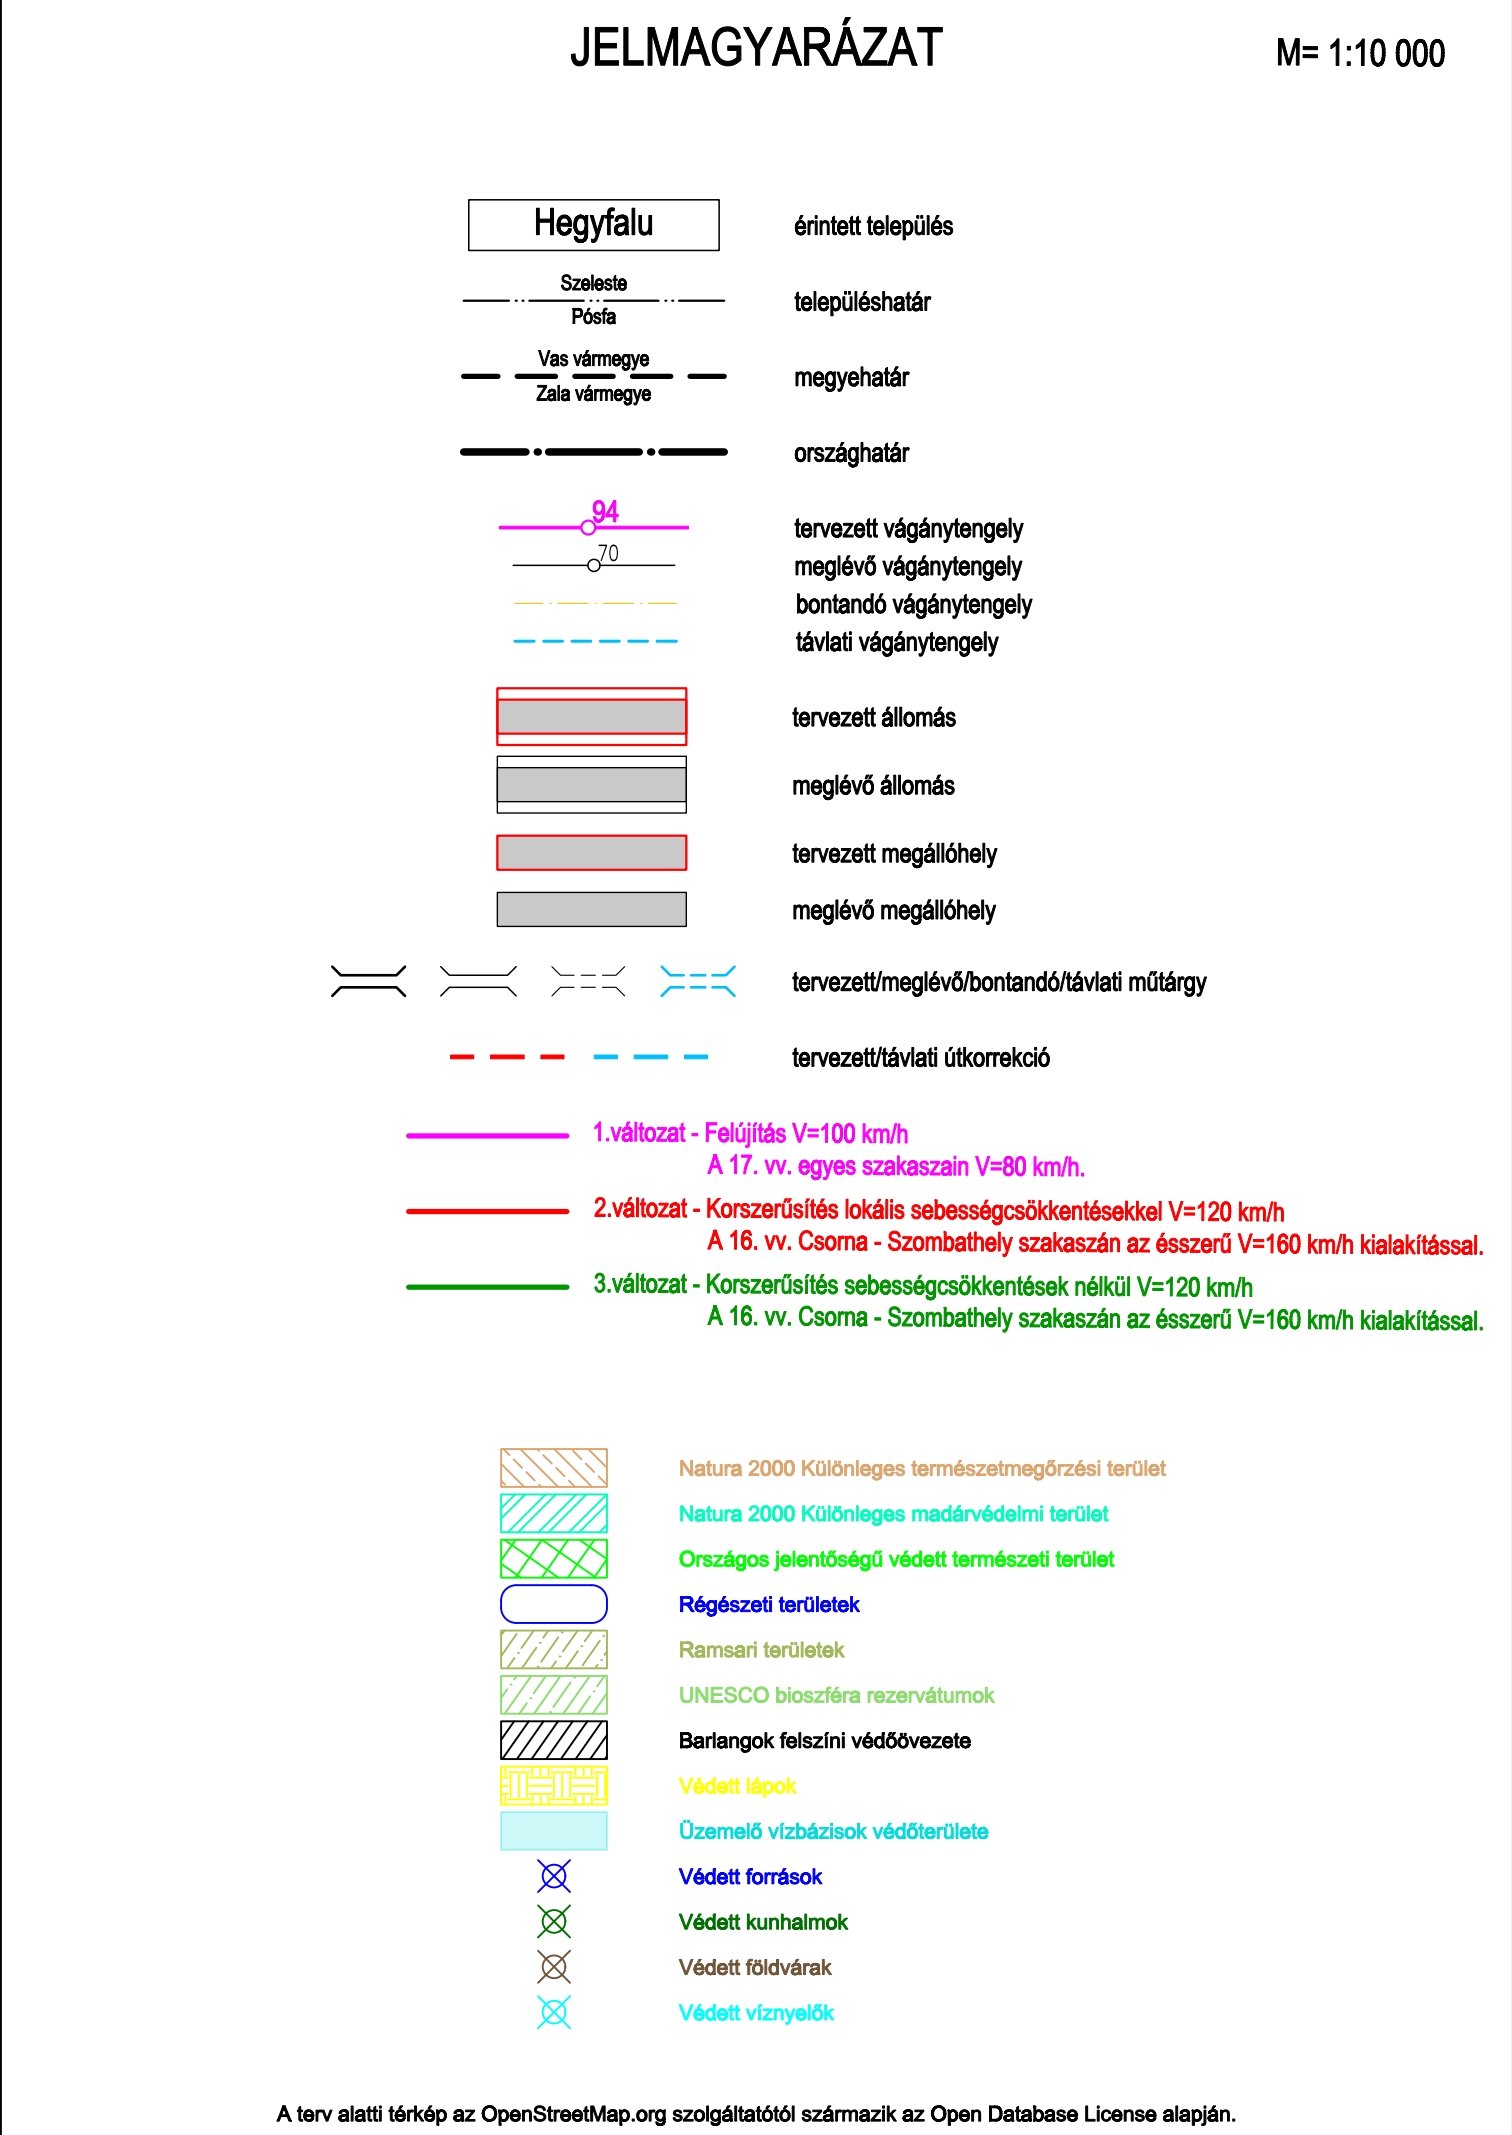 JELMAGYARÁZAT
M= 1:10 000
Hegyfalu
érintett település
Szeleste
Pósfa
településhatár
Vas vármegye
Zala vármegye
megyehatár
országhatár
94
tervezett vágánytengely
70
meglévő vágánytengely
bontandó vágánytengely
távlati vágánytengely
tervezett állomás
meglévő állomás
tervezett megállóhely
meglévő megállóhely
tervezett/meglévő/bontandó/távlati műtárgy
tervezett/távlati útkorrekció
1.változat - Felújítás V=100 km/h
A 17. vv. egyes szakaszain V=80 km/h.
2.változat - Korszerűsítés lokális sebességcsökkentésekkel V=120 km/h
A 16. vv. Csorna - Szombathely szakaszán az ésszerű V=160 km/h kialakítással.
3.változat - Korszerűsítés sebességcsökkentések nélkül V=120 km/h
A 16. vv. Csorna - Szombathely szakaszán az ésszerű V=160 km/h kialakítással.
Natura 2000 Különleges természetmegőrzési terület
Natura 2000 Különleges madárvédelmi terület
Országos jelentőségű védett természeti terület
Régészeti területek
Ramsari területek
UNESCO bioszféra rezervátumok
Barlangok felszíni védőövezete
Védett lápok
Üzemelő vízbázisok védőterülete
Védett források
Védett kunhalmok
Védett földvárak
Védett víznyelők
A terv alatti térkép az OpenStreetMap.org szolgáltatótól származik az Open Database License alapján.